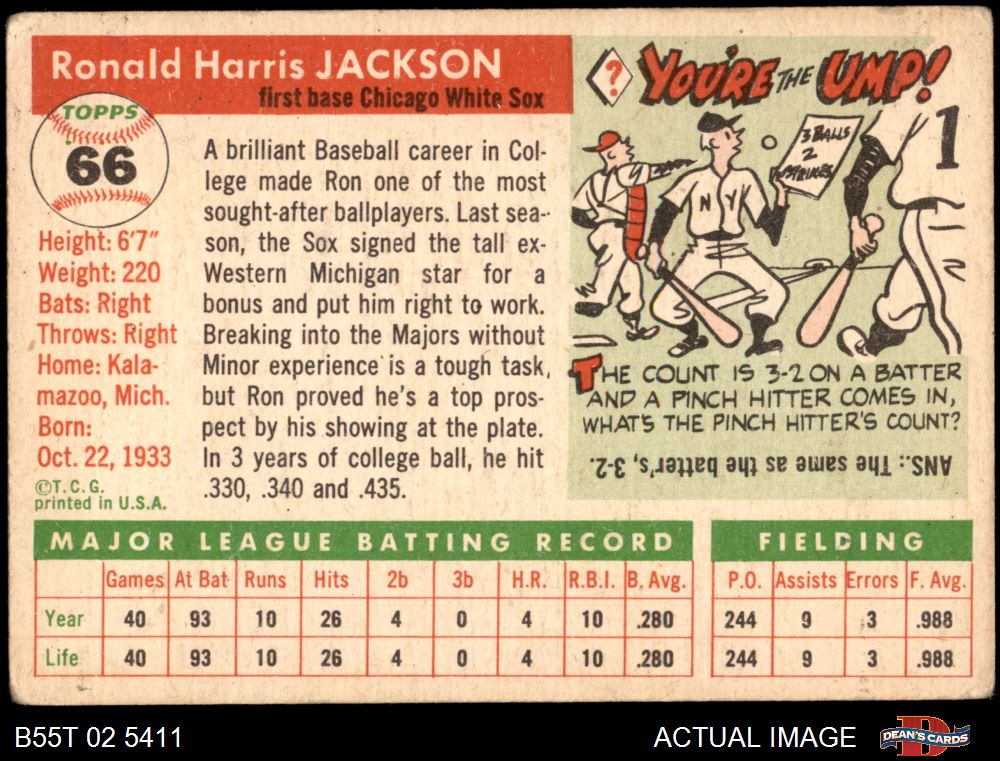 Ronald Harris JACKSON
first base Chicago White Sox
TOPPS
66
Height: 6'7"
Weight: 220
Bats: Right
Throws: Right
Home: Kala-
mazoo, Mich.
Born:
Oct. 22, 1933
©T.C.G.
printed in U.S.A.
A brilliant Baseball career in Col-
lege made Ron one of the most
sought-after ballplayers. Last sea-
son, the Sox signed the tall ex-
Western Michigan star for a
bonus and put him right to work.
Breaking into the Majors without
Minor experience is a tough task,
but Ron proved he's a top pros-
pect by his showing at the plate.
In 3 years of college ball, he hit
.330, .340 and .435.
? YOU'RE THE UMP!
3 BALLS
2
STRIKES
1
N Y
THE COUNT IS 3-2 ON A BATTER
AND A PINCH HITTER COMES IN,
WHAT'S THE PINCH HITTER'S COUNT?
ANS.: The same as the batter's, 3-2.
MAJOR LEAGUE BATTING RECORD
Games At Bat Runs Hits 2b 3b H.R. R.B.I. B. Avg.
Year 40 93 10 26 4 0 4 10 .280
Life 40 93 10 26 4 0 4 10 .280
FIELDING
P.O. Assists Errors F. Avg.
244 9 3 .988
244 9 3 .988
B55T 02 5411
ACTUAL IMAGE
D
DEAN'S CARDS